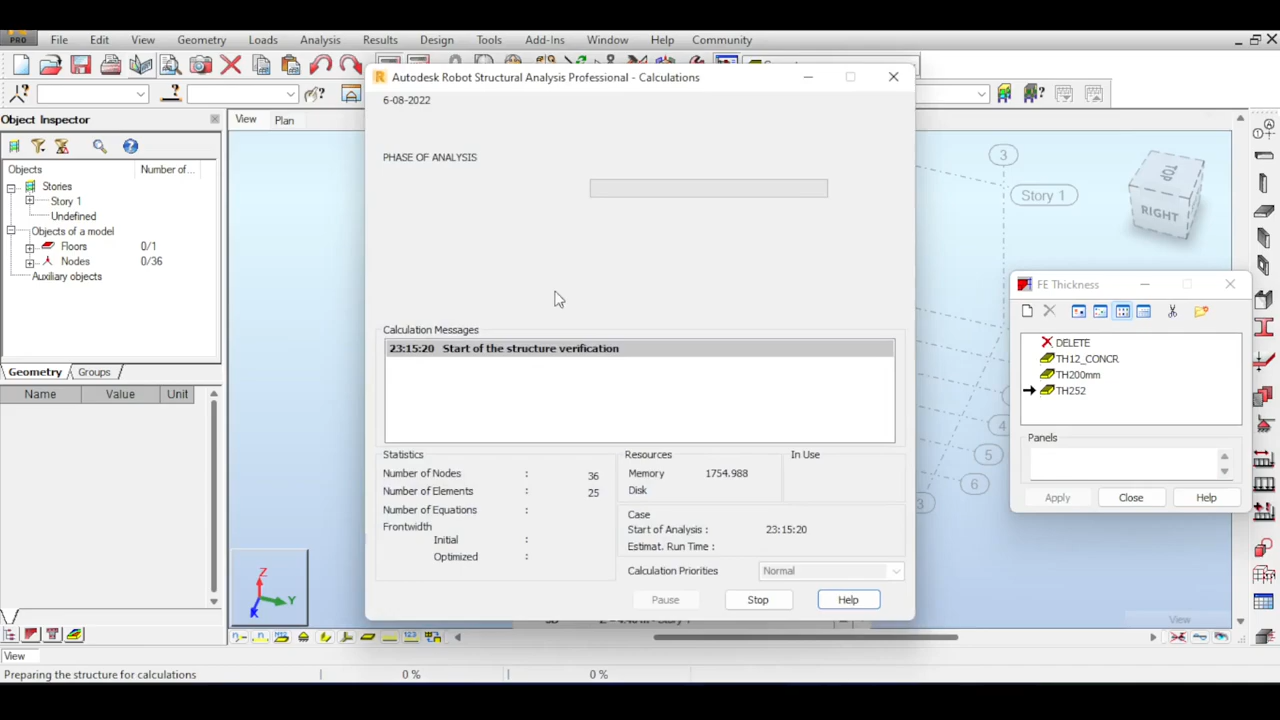 PRO File Edit View Geometry Loads Analysis Results Design Tools Add-Ins Window Help Community
Autodesk Robot Structural Analysis Professional - Calculations
6-08-2022
PHASE OF ANALYSIS
Calculation Messages
23:15:20 Start of the structure verification
Statistics
Number of Nodes : 36
Number of Elements : 25
Number of Equations :
Frontwidth
Initial :
Optimized :
Resources
In Use
Memory 1754.988
Disk
Case
Start of Analysis : 23:15:20
Estimat. Run Time :
Calculation Priorities Normal
Pause Stop Help
Object Inspector
Objects Number of...
Stories
Story 1
Undefined
Objects of a model
Floors 0/1
Nodes 0/36
Auxiliary objects
Geometry Groups
Name Value Unit
View
Preparing the structure for calculations 0 % 0 %
View Plan
Z
Y
X
3
Story 1
TOP
RIGHT
4
5
6
3
FE Thickness
DELETE
TH12_CONCR
TH200mm
TH252
Panels
Apply Close Help
View